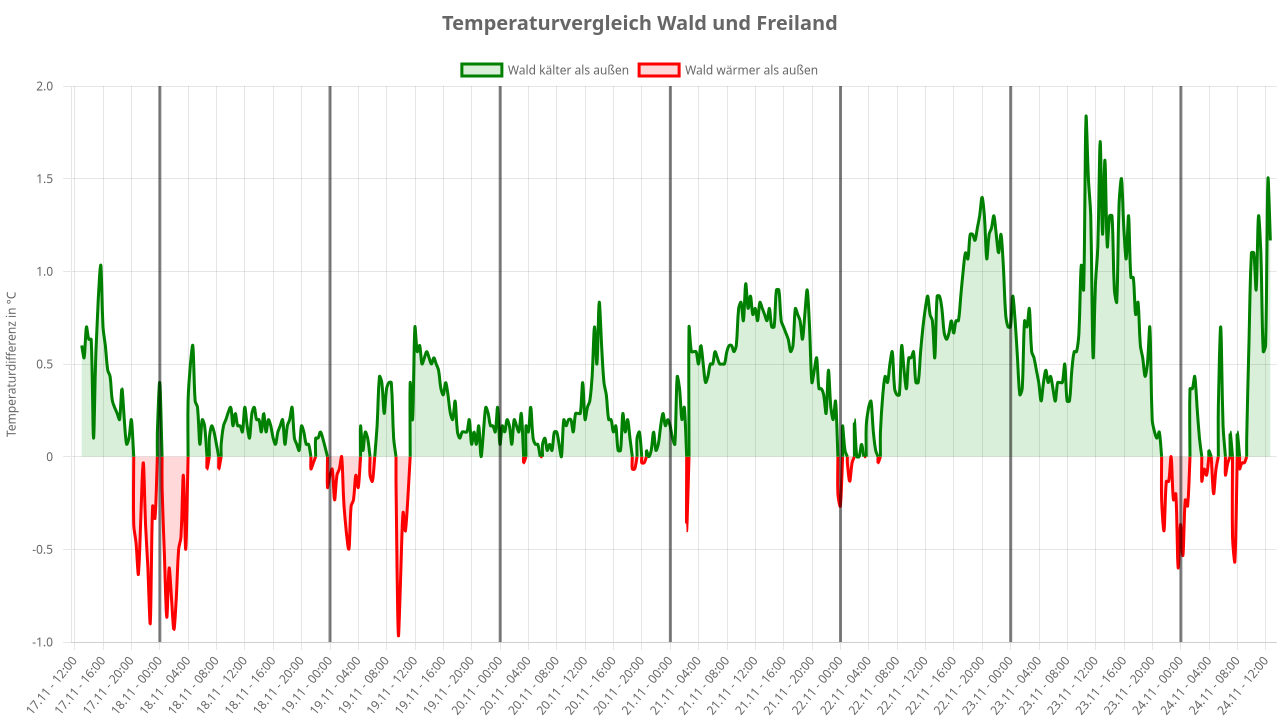 Temperaturvergleich Wald und Freiland
Wald kälter als außen
Wald wärmer als außen
Temperaturdifferenz in °C
2.0
1.5
1.0
0.5
0
-0.5
-1.0
17.11 - 12:00
17.11 - 16:00
17.11 - 20:00
18.11 - 00:00
18.11 - 04:00
18.11 - 08:00
18.11 - 12:00
18.11 - 16:00
18.11 - 20:00
19.11 - 00:00
19.11 - 04:00
19.11 - 08:00
19.11 - 12:00
19.11 - 16:00
19.11 - 20:00
20.11 - 00:00
20.11 - 04:00
20.11 - 08:00
20.11 - 12:00
20.11 - 16:00
20.11 - 20:00
21.11 - 00:00
21.11 - 04:00
21.11 - 08:00
21.11 - 12:00
21.11 - 16:00
21.11 - 20:00
22.11 - 00:00
22.11 - 04:00
22.11 - 08:00
22.11 - 12:00
22.11 - 16:00
22.11 - 20:00
23.11 - 00:00
23.11 - 04:00
23.11 - 08:00
23.11 - 12:00
23.11 - 16:00
23.11 - 20:00
24.11 - 00:00
24.11 - 04:00
24.11 - 08:00
24.11 - 12:00